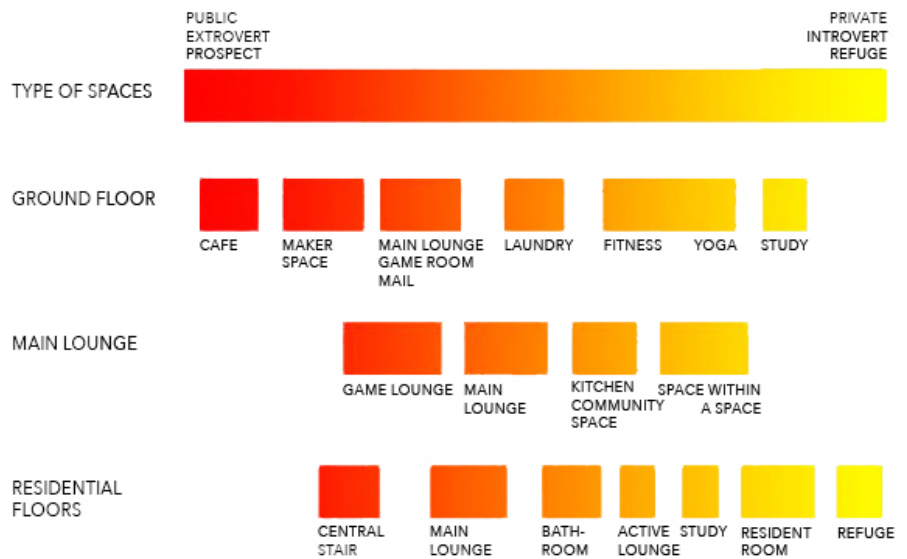 PUBLIC
EXTROVERT
PROSPECT
PRIVATE
INTROVERT
REFUGE
TYPE OF SPACES
GROUND FLOOR
CAFE
MAKER
SPACE
MAIN LOUNGE
GAME ROOM
MAIL
LAUNDRY
FITNESS
YOGA
STUDY
MAIN LOUNGE
GAME LOUNGE
MAIN
LOUNGE
KITCHEN
COMMUNITY
SPACE
SPACE WITHIN
A SPACE
RESIDENTIAL
FLOORS
CENTRAL
STAIR
MAIN
LOUNGE
BATH-
ROOM
ACTIVE
LOUNGE
STUDY
RESIDENT
ROOM
REFUGE